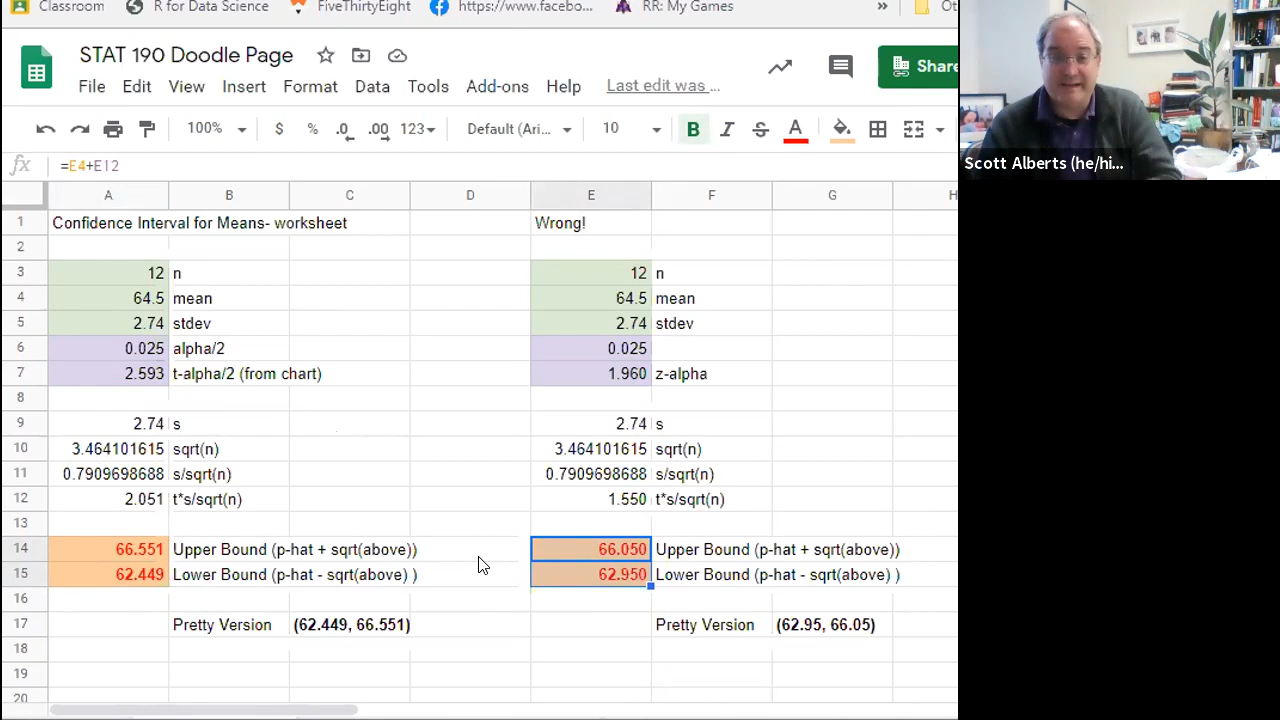 Classroom R for Data Science FiveThirtyEight https://www.facebo... RR: My Games » Ot
STAT 190 Doodle Page
File Edit View Insert Format Data Tools Add-ons Help Last edit was ...
Share
100% $ % .0 .00 123 Default (Ari... 10 B I S A
fx =E4+E12
A B C D E F G H
1 Confidence Interval for Means- worksheet Wrong!
2
3 12 n 12 n
4 64.5 mean 64.5 mean
5 2.74 stdev 2.74 stdev
6 0.025 alpha/2 0.025
7 2.593 t-alpha/2 (from chart) 1.960 z-alpha
8
9 2.74 s 2.74 s
10 3.464101615 sqrt(n) 3.464101615 sqrt(n)
11 0.7909698688 s/sqrt(n) 0.7909698688 s/sqrt(n)
12 2.051 t*s/sqrt(n) 1.550 t*s/sqrt(n)
13
14 66.551 Upper Bound (p-hat + sqrt(above)) 66.050 Upper Bound (p-hat + sqrt(above))
15 62.449 Lower Bound (p-hat - sqrt(above) ) 62.950 Lower Bound (p-hat - sqrt(above) )
16
17 Pretty Version (62.449, 66.551) Pretty Version (62.95, 66.05)
18
19
20
Scott Alberts (he/hi...